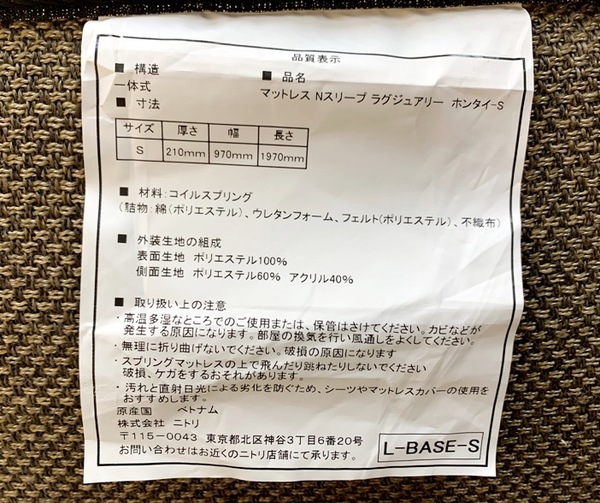 品質表示
■ 構造
一体式
■ 品名
マットレス Nスリープ ラグジュアリー ホンタイ-S
■ 寸法
サイズ 厚さ 幅 長さ
S 210mm 970mm 1970mm
■ 材料：コイルスプリング
（詰物：綿（ポリエステル）、ウレタンフォーム、フェルト（ポリエステル）、不織布）
■ 外装生地の組成
表面生地 ポリエステル100%
側面生地 ポリエステル60% アクリル40%
■ 取り扱い上の注意
・高温多湿なところでのご使用または、保管はさけてください。カビなどが
発生する原因になります。部屋の換気を行い風通しをよくしてください。
・無理に折り曲げないでください。破損の原因になります
・スプリングマットレスの上で飛んだり跳ねたりしないでください
破損、ケガをするおそれがあります。
・汚れと直射日光による劣化を防ぐため、シーツやマットレスカバーの使用を
おすすめします。
原産国 ベトナム
株式会社 ニトリ
〒115-0043 東京都北区神谷3丁目6番20号
お問い合わせはお近くのニトリ店舗にて承ります。
L-BASE-S